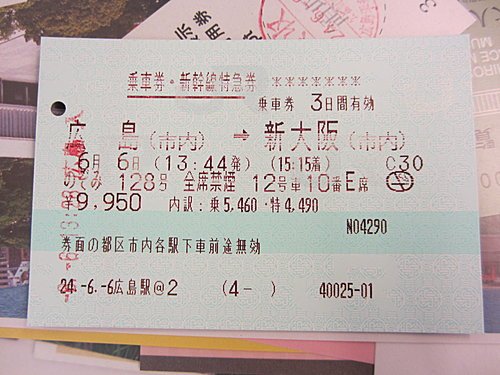 乗車券・新幹線特急券 *******
乗車券 3日間有効
広島(市内) → 新大阪(市内)
6月 6日(13:44発) (15:15着) C30
のぞみ 128号 全席禁煙 12号車10番E席
¥9,950 内訳:乗5,460・特4,490
N04290
券面の都区市内各駅下車前途無効
24.-6.-6広島駅@2 (4-) 40025-01